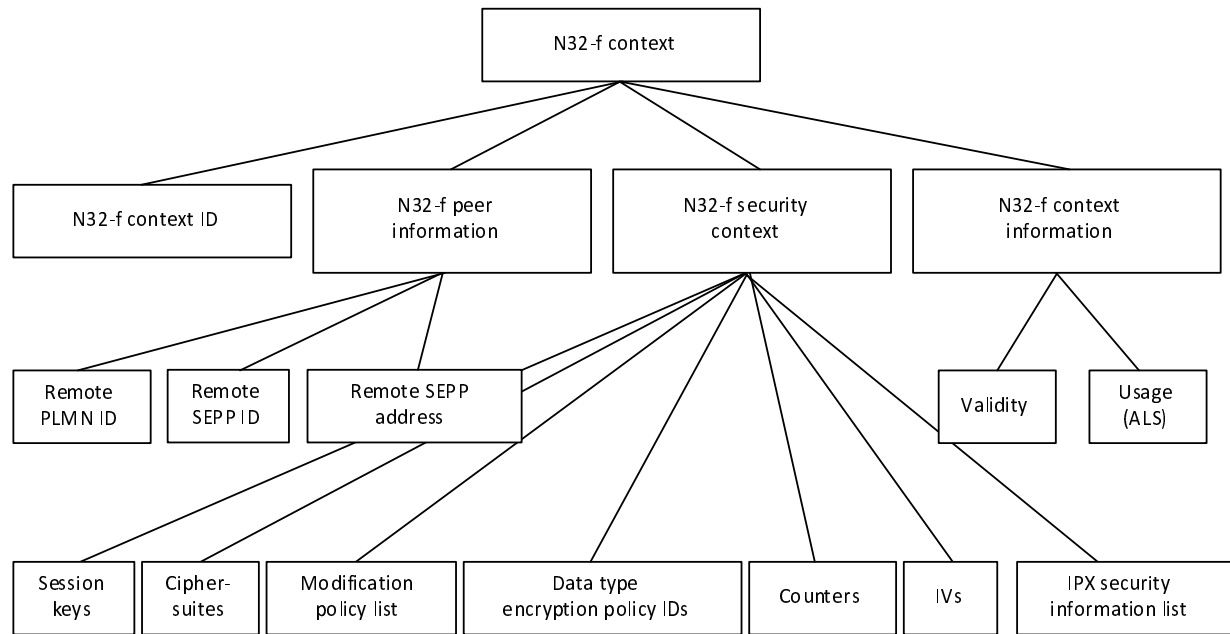 N32-f context
N32-f context ID
N32-f peer
information
N32-f security
context
N32-f context
information
Remote
PLMN ID
Remote
SEPP ID
Remote SEPP
address
Validity
Usage
(ALS)
Session
keys
Cipher-
suites
Modification
policy list
Data type
encryption policy IDs
Counters
IVs
IPX security
information list